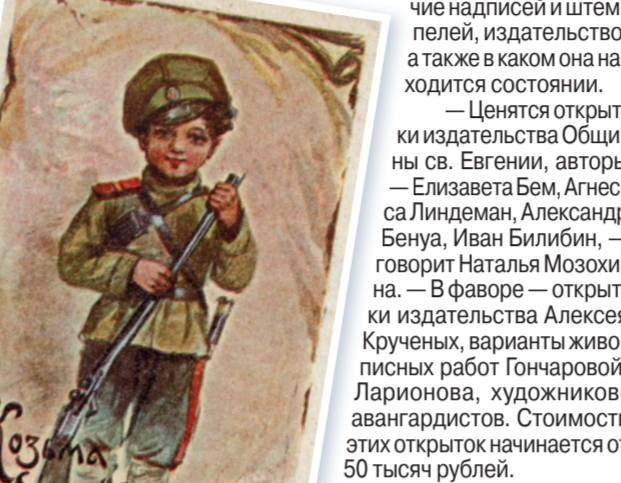 чие надписей и штем
пелей, издательство
а также в каком она на
ходится состоянии.
— Ценятся открыт
ки издательства Общи
ны св. Евгении, авторы
— Елизавета Бем, Агнес
са Линдеман, Александр
Бенуа, Иван Билибин, —
говорит Наталья Мозохи
на. — В фаворе — открыт
ки издательства Алексея
Крученых, варианты живо
писных работ Гончаровой
Ларионова, художников-
авангардистов. Стоимость
этих открыток начинается от
50 тысяч рублей.
Козьма